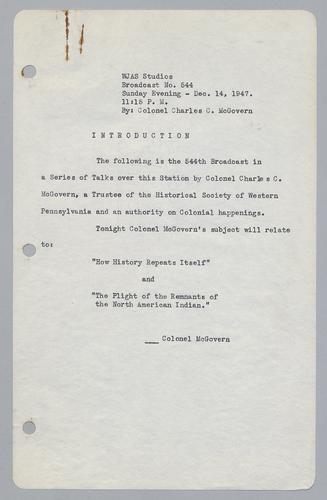 WJAS Studios
Broadcast No. 544
Sunday Evening - Dec. 14, 1947.
11:15 P. M.
By: Colonel Charles C. McGovern
INTRODUCTION
The following is the 544th Broadcast in
a Series of Talks over this Station by Colonel Charles C.
McGovern, a Trustee of the Historical Society of Western
Pennsylvania and an authority on Colonial happenings.
Tonight Colonel McGovern's subject will relate
to:
"How History Repeats Itself"
and
"The Plight of the Remnants of
the North American Indian."
___ Colonel McGovern